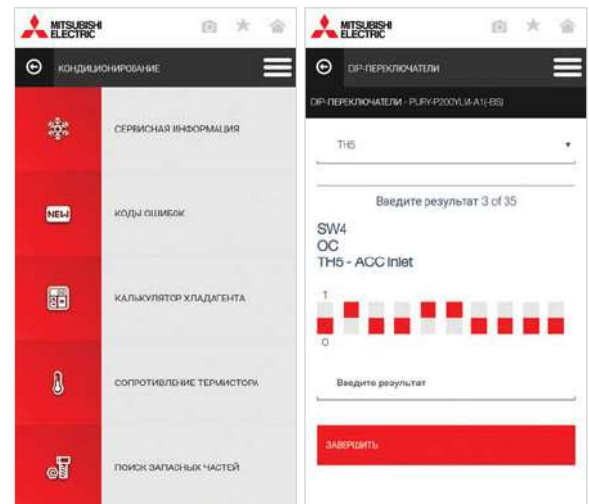 MITSUBISHI
ELECTRIC
КОНДИЦИОНИРОВАНИЕ
СЕРВИСНАЯ ИНФОРМАЦИЯ
NEW
КОДЫ ОШИБОК
КАЛЬКУЛЯТОР ХЛАДАГЕНТА
СОПРОТИВЛЕНИЕ ТЕРМИСТОРА
ПОИСК ЗАПАСНЫХ ЧАСТЕЙ
MITSUBISHI
ELECTRIC
DIP-ПЕРЕКЛЮЧАТЕЛИ
DIP-ПЕРЕКЛЮЧАТЕЛИ - PURY-P200YLM-A1(-BS)
TH5
Введите результат 3 of 35
SW4
OC
TH5 - ACC Inlet
1
0
Введите результат
ЗАВЕРШИТЬ